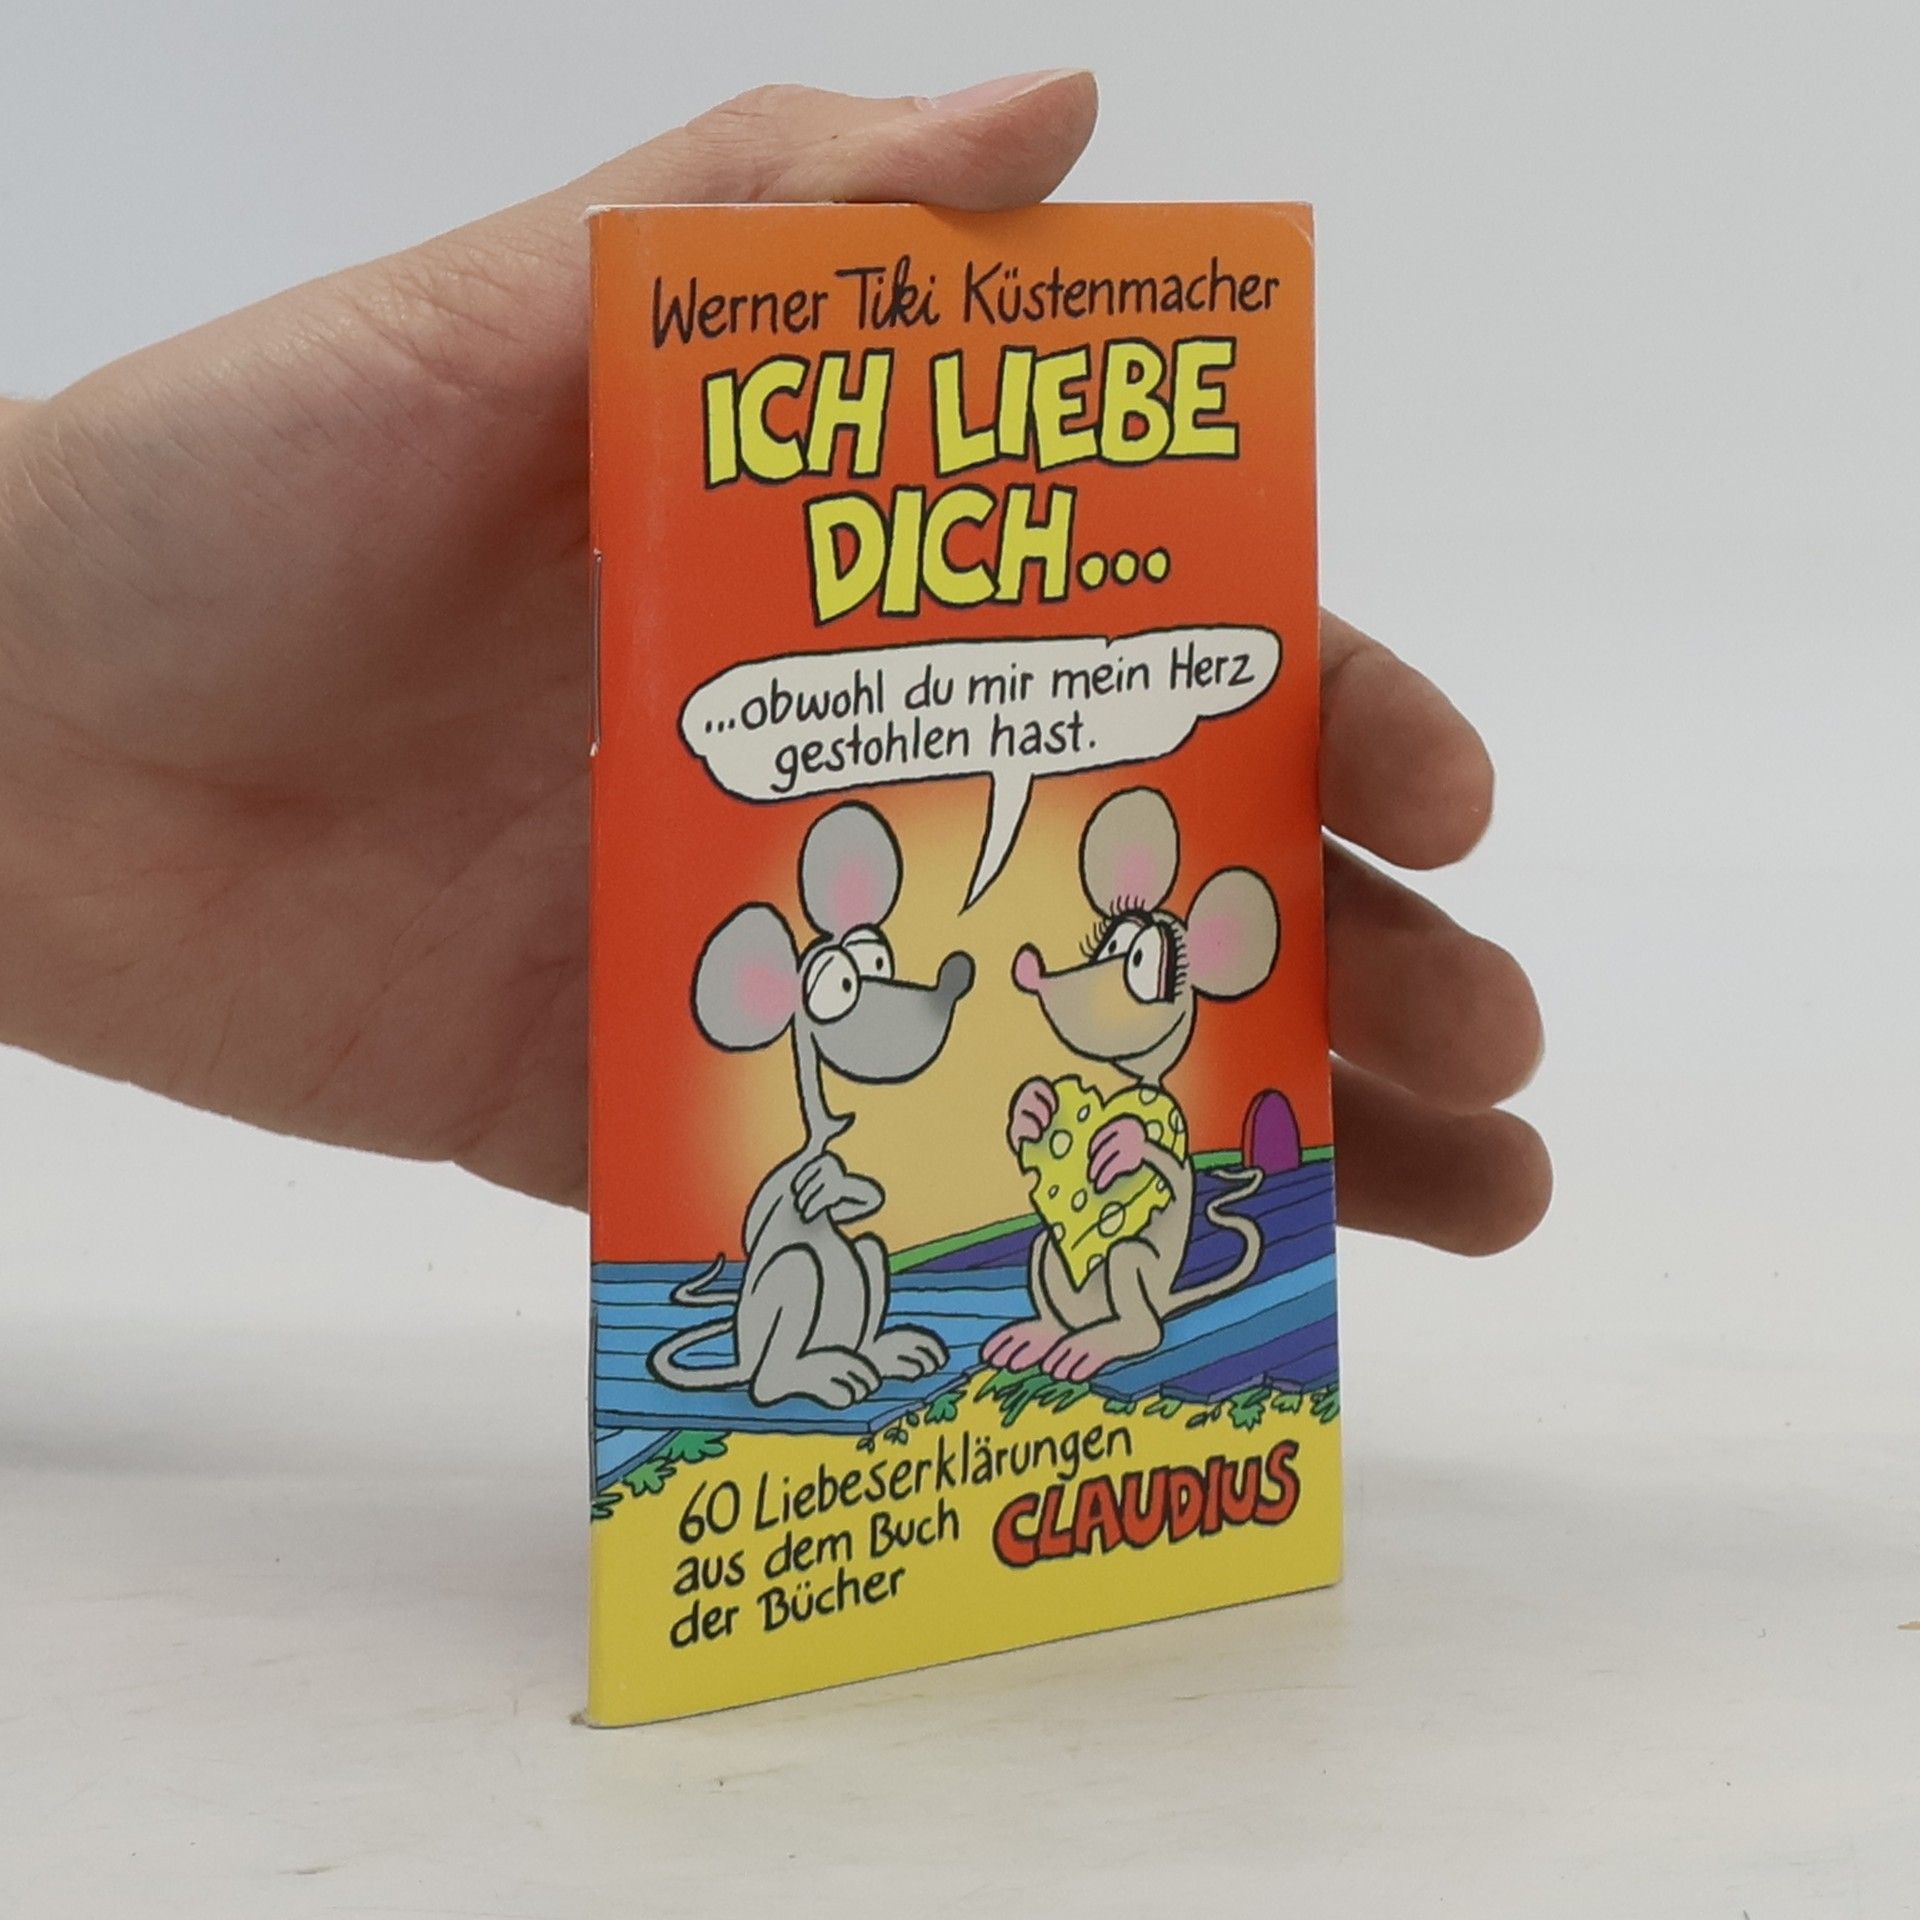 Werner Tiki Küstenmacher
ICH LIEBE
DICH...
...obwohl du mir mein Herz
gestohlen hast.
60 Liebeserklärungen
aus dem Buch
der Bücher
CLAUDIUS